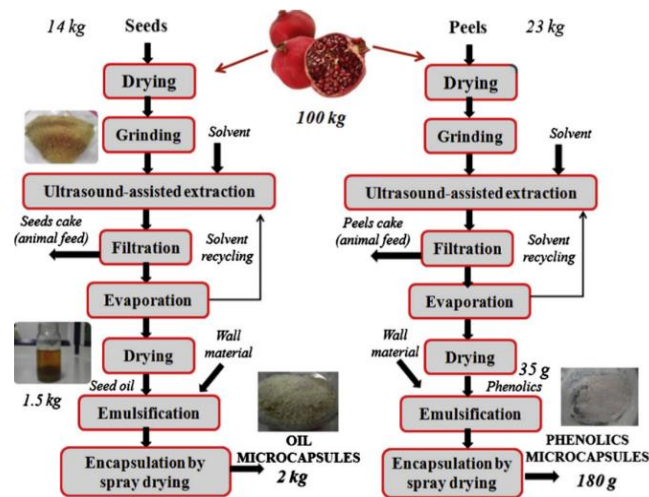 14 kg
Seeds
Peels
23 kg
Drying
Drying
100 kg
Grinding
Solvent
Grinding
Solvent
Ultrasound-assisted extraction
Ultrasound-assisted extraction
Seeds cake
(animal feed)
Filtration
Solvent
recycling
Peels cake
(animal feed)
Filtration
Solvent
recycling
Evaporation
Evaporation
Drying
Wall
material
Wall
material
Drying
35 g
Seed oil
Phenolics
1.5 kg
Emulsification
Emulsification
OIL
MICROCAPSULES
2 kg
PHENOLICS
MICROCAPSULES
180 g
Encapsulation by
spray drying
Encapsulation by
spray drying